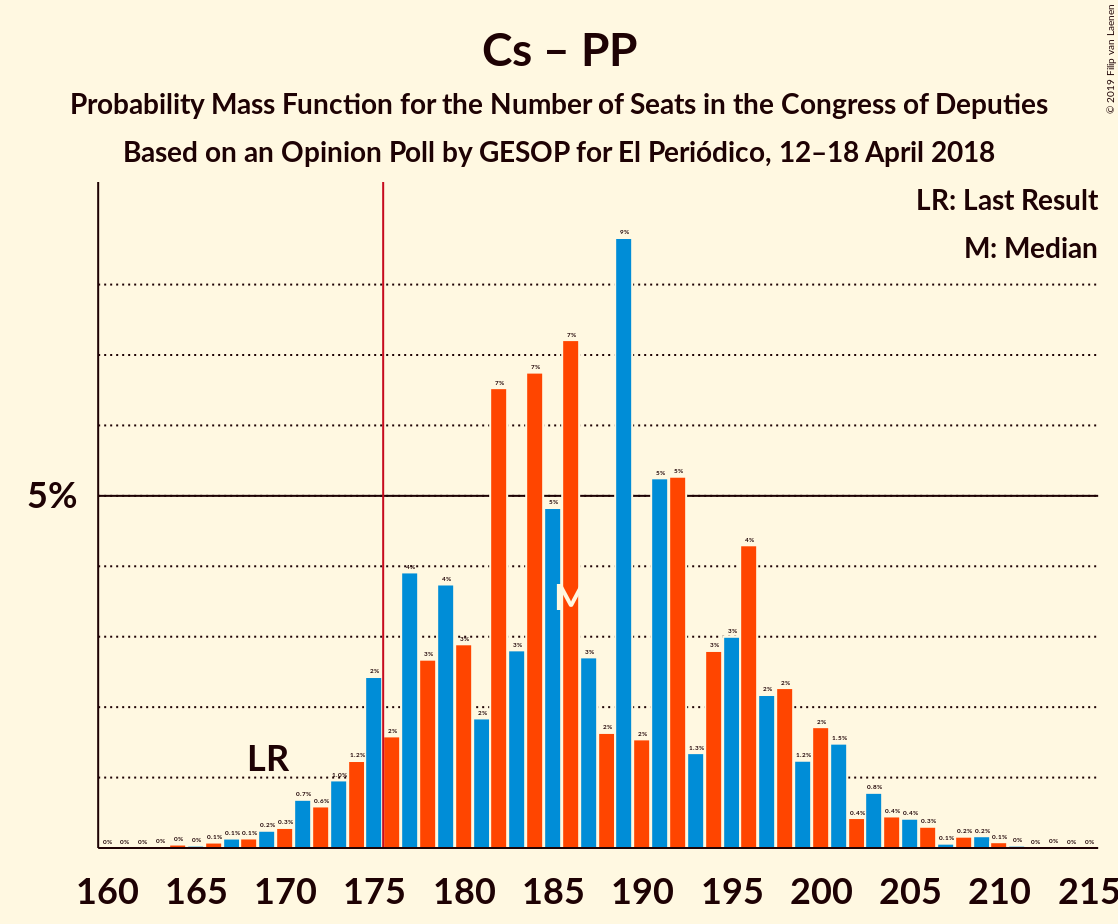 Cs – PP
Probability Mass Function for the Number of Seats in the Congress of Deputies
Based on an Opinion Poll by GESOP for El Periódico, 12–18 April 2018
© 2019 Filip van Laenen
LR: Last Result
M: Median
5%
LR
M
0% 0% 0% 0% 0% 0% 0.1% 0.1% 0.1% 0.2% 0.3% 0.7% 0.6% 1.0% 1.2% 2% 2% 4% 3% 4% 3% 2% 7% 3% 7% 5% 7% 3% 2% 9% 2% 5% 5% 1.3% 3% 3% 4% 2% 2% 1.2% 2% 1.5% 0.4% 0.8% 0.4% 0.4% 0.3% 0.1% 0.2% 0.2% 0.1% 0% 0% 0% 0% 0%
160 165 170 175 180 185 190 195 200 205 210 215